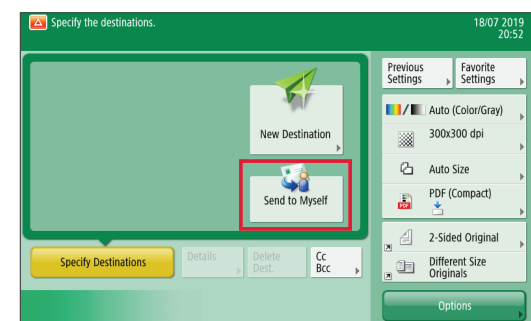 Specify the destinations.
18/07 2019
20:52
Previous
Settings
Favorite
Settings
New Destination
Send to Myself
Auto (Color/Gray)
300x300 dpi
Auto Size
PDF
PDF (Compact)
2-Sided Original
Different Size
Originals
Specify Destinations
Details
Delete
Dest.
Cc
Bcc
Options